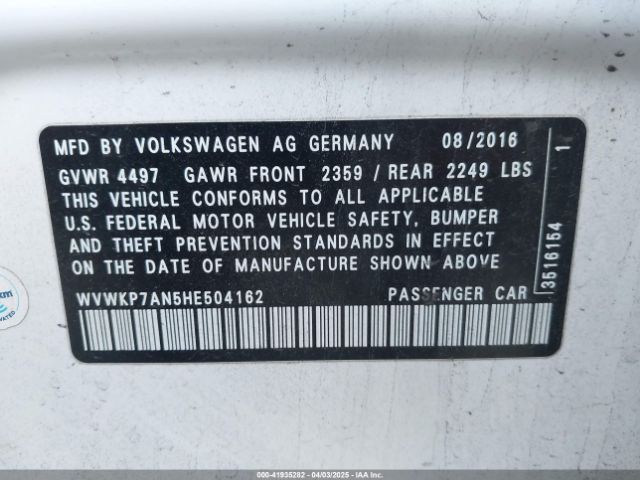 MFD BY VOLKSWAGEN AG GERMANY 08/2016
GVWR 4497 GAWR FRONT 2359 / REAR 2249 LBS
THIS VEHICLE CONFORMS TO ALL APPLICABLE
U.S. FEDERAL MOTOR VEHICLE SAFETY, BUMPER
AND THEFT PREVENTION STANDARDS IN EFFECT
ON THE DATE OF MANUFACTURE SHOWN ABOVE
WVWKP7AN5HE504162 PASSENGER CAR
3516154 1
000-41935282 - 04/03/2025 - IAAI.COM